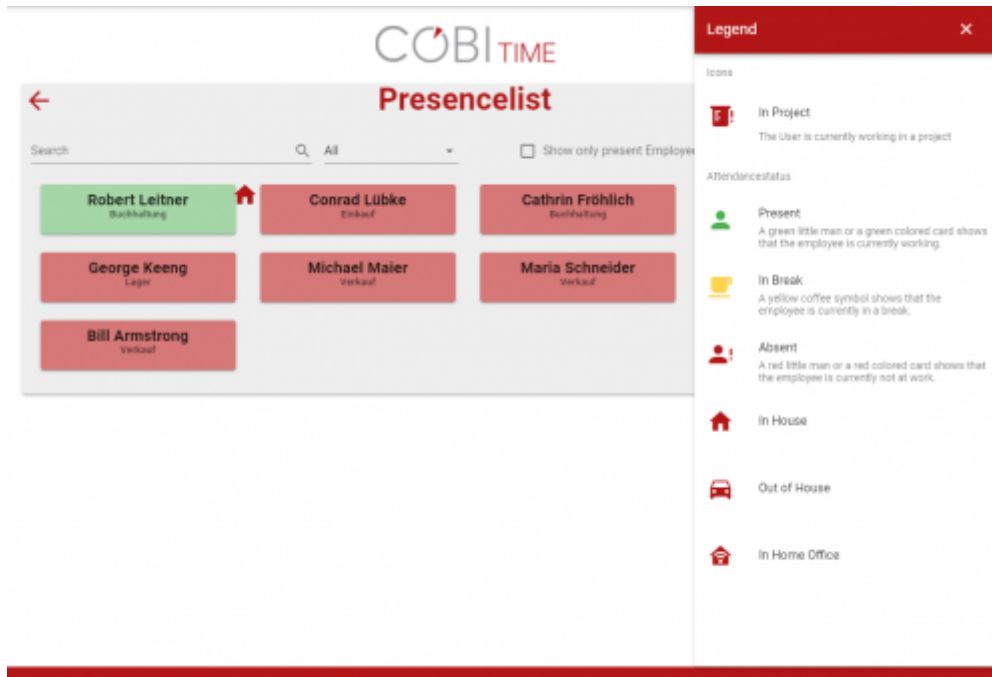 COBI TIME
Legend
Presencelist
Search
All
Show only present Employee
Robert Leitner
Buchhaltung
Conrad Lübke
Einkauf
Cathrin Fröhlich
Buchhaltung
George Keeng
Lager
Michael Maier
Verkauf
Maria Schneider
Verkauf
Bill Armstrong
Verkauf
Icons
In Project
The User is currently working in a project
Attendancestatus
Present
A green little man or a green colored card shows
that the employee is currently working.
In Break
A yellow coffee symbol shows that the
employee is currently in a break.
Absent
A red little man or a red colored card shows that
the employee is currently not at work.
In House
Out of House
In Home Office